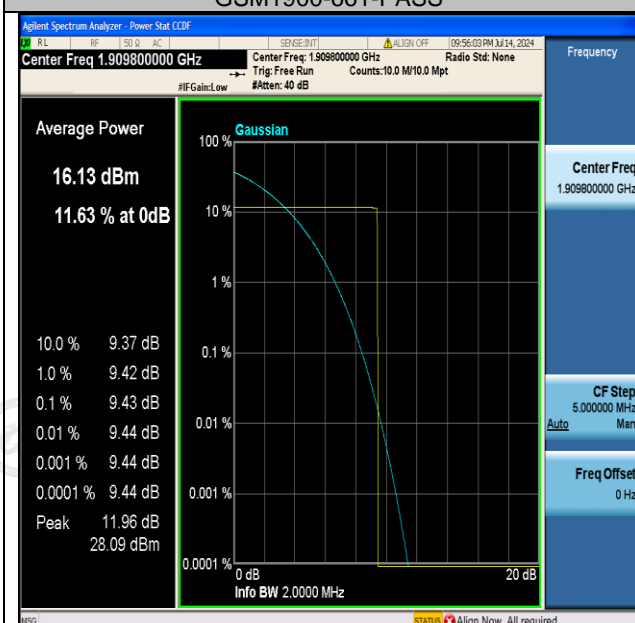 GSM1900-661-PASS
Agilent Spectrum Analyzer - Power Stat CCDF
RL RF 50 Ω AC SENSE:INT ALIGN OFF 09:56:03 PM Jul 14, 2024
Center Freq 1.909800000 GHz
Center Freq: 1.909800000 GHz Radio Std: None
Trig: Free Run Counts:10.0 M/10.0 Mpt
#IFGain:Low #Atten: 40 dB
Frequency
Average Power
16.13 dBm
11.63 % at 0dB
10.0 % 9.37 dB
1.0 % 9.42 dB
0.1 % 9.43 dB
0.01 % 9.44 dB
0.001 % 9.44 dB
0.0001 % 9.44 dB
Peak 11.96 dB
28.09 dBm
Gaussian
100 %
10 %
1 %
0.1 %
0.01 %
0.001 %
0.0001 %
0 dB 20 dB
Info BW 2.0000 MHz
Center Freq
1.909800000 GHz
CF Step
5.000000 MHz
Auto Man
Freq Offset
0 Hz
MSG STATUS Align Now, All required